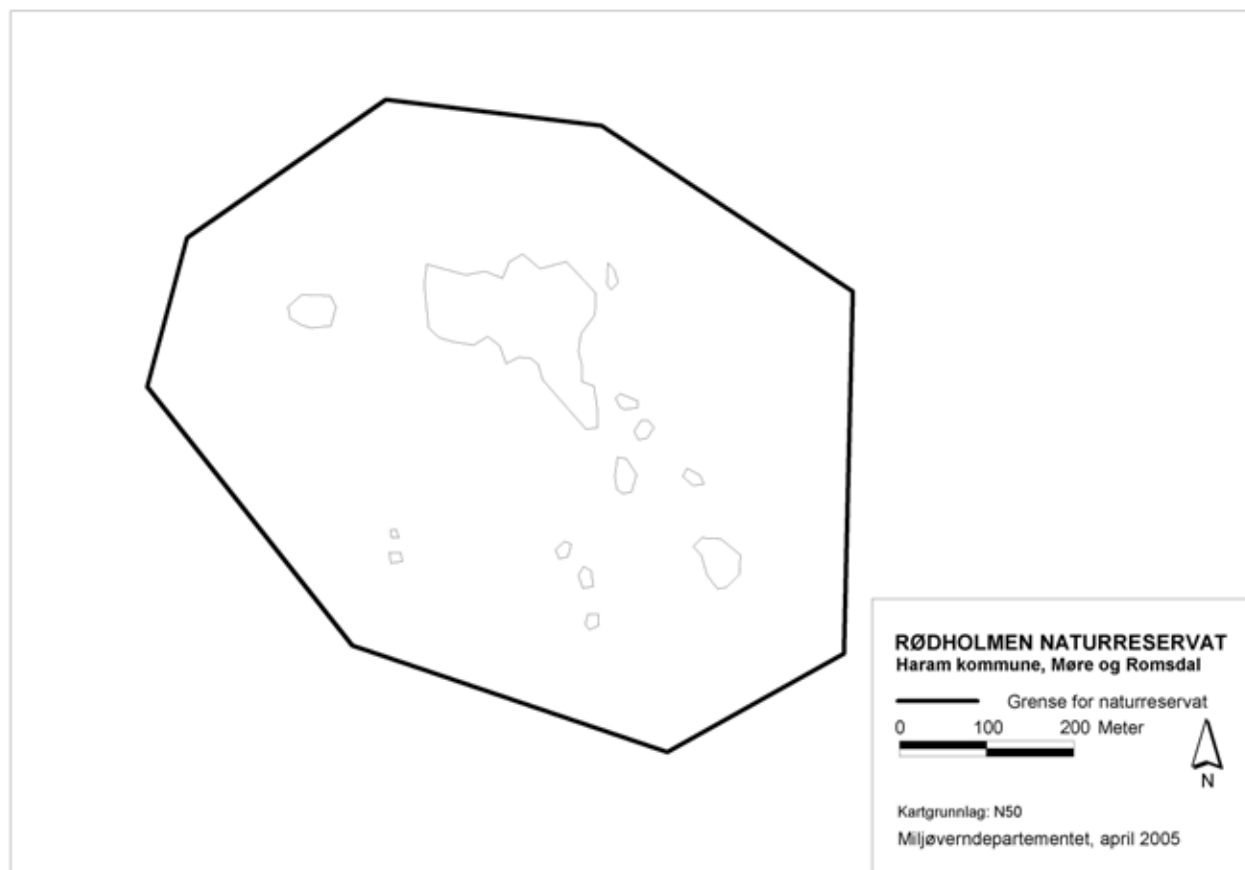 RØDHOLMEN NATURRESERVAT
Haram kommune, Møre og Romsdal
Grense for naturreservat
0 100 200 Meter
N
Kartgrunnlag: N50
Miljøverndepartementet, april 2005